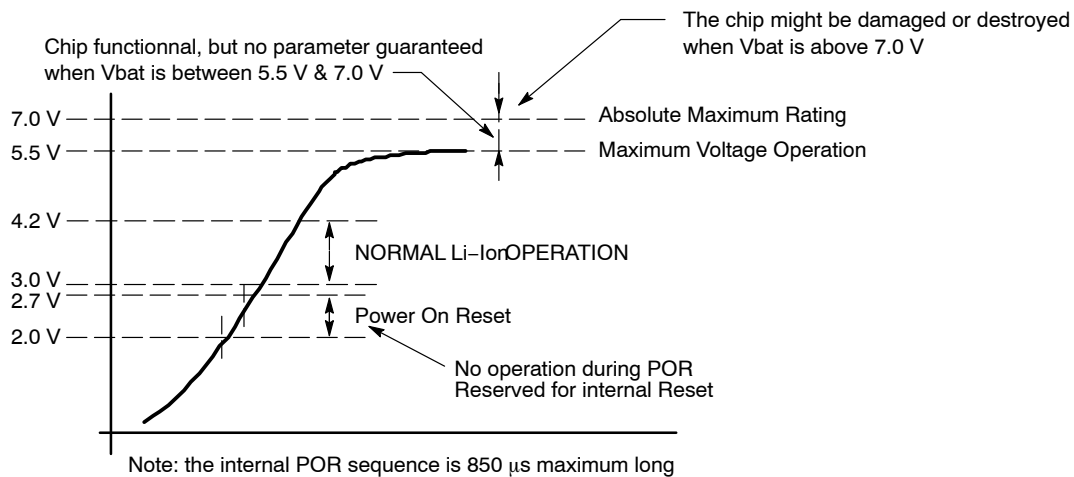 The chip might be damaged or destroyed
when Vbat is above 7.0 V
Chip functionnal, but no parameter guaranteed
when Vbat is between 5.5 V & 7.0 V
7.0 V
Absolute Maximum Rating
5.5 V
Maximum Voltage Operation
4.2 V
NORMAL Li−IonOPERATION
3.0 V
2.7 V
Power On Reset
2.0 V
No operation during POR
Reserved for internal Reset
Note: the internal POR sequence is 850 μs maximum long